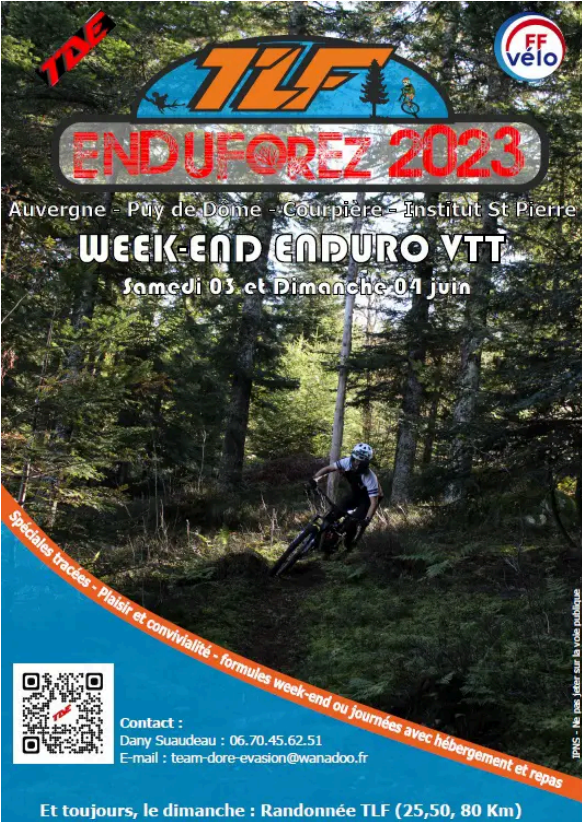 TDE
FF
vélo
TLF
ENDUFOREZ 2023
Auvergne - Puy de Dôme - Courpière - Institut St Pierre
WEEK-END ENDURO VTT
Samedi 03 et Dimanche 04 juin
Spéciales tracées - Plaisir et convivialité - formules week-end ou journées avec hébergement et repas
IPNS - Ne pas jeter sur la voie publique
TDE
Contact :
Dany Suaudeau : 06.70.45.62.51
E-mail : team-dore-evasion@wanadoo.fr
Et toujours, le dimanche : Randonnée TLF (25,50, 80 Km)